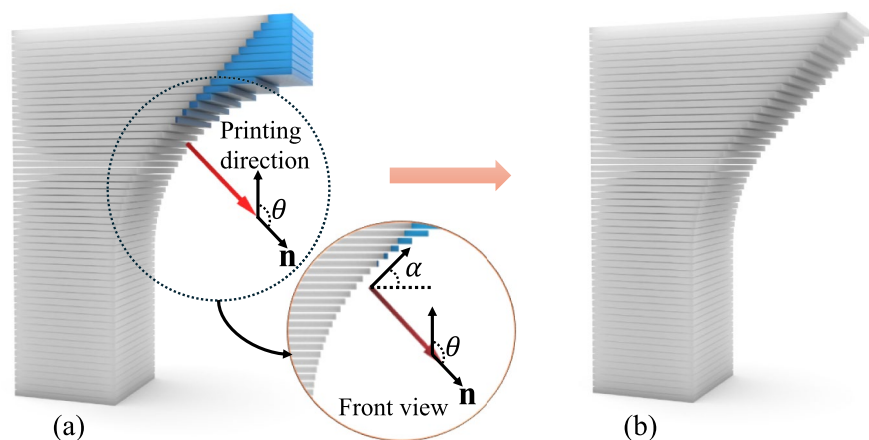 Printing
direction
θ
n
α
θ
n
Front view
(a)
(b)